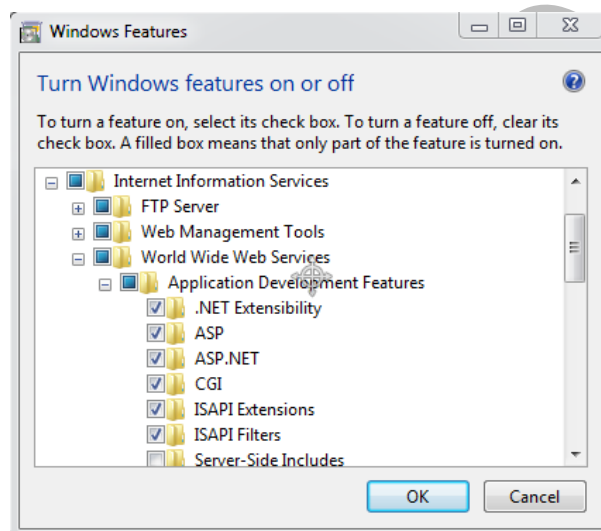 Windows Features
Turn Windows features on or off
To turn a feature on, select its check box. To turn a feature off, clear its
check box. A filled box means that only part of the feature is turned on.
Internet Information Services
FTP Server
Web Management Tools
World Wide Web Services
Application Development Features
.NET Extensibility
ASP
ASP.NET
CGI
ISAPI Extensions
ISAPI Filters
Server-Side Includes
OK Cancel